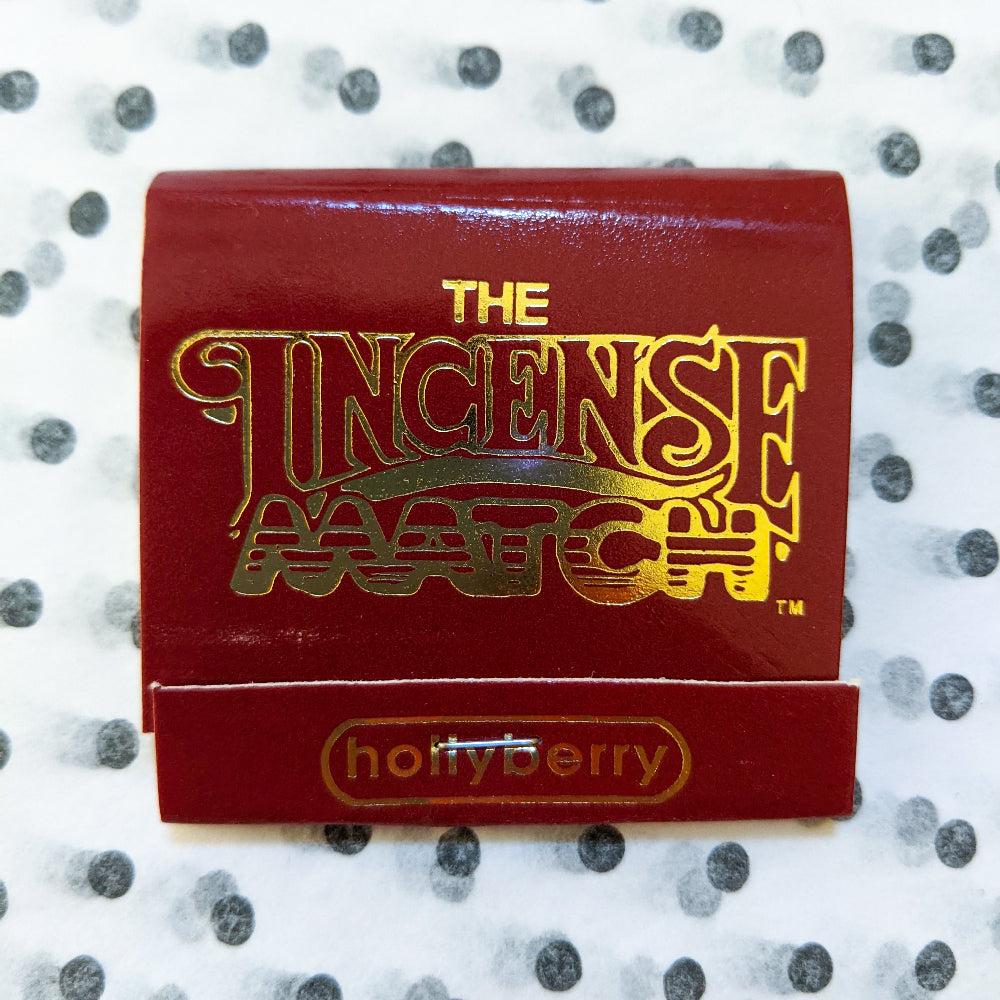 THE
INCENSE
MATCH
TM
hollyberry